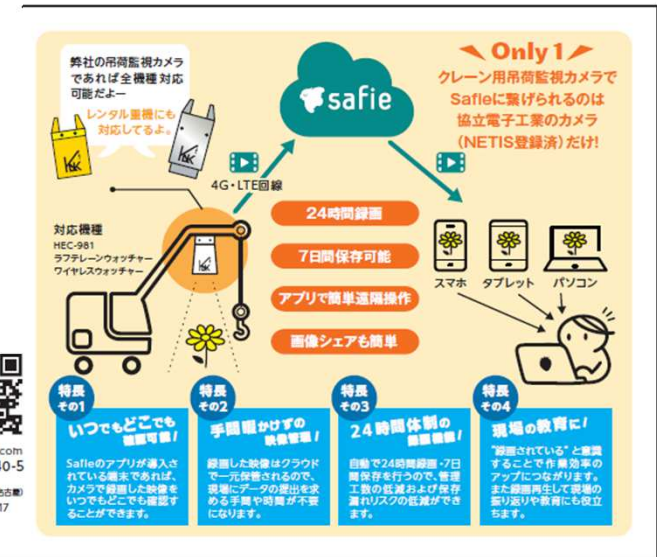 弊社の吊荷監視カメラ
であれば全機種対応
可能だよー
レンタル重機にも
対応してるよ。
K&K
K&K
safie
Only 1
クレーン用吊荷監視カメラで
Safieに繋げられるのは
協立電子工業のカメラ
(NETIS登録済)だけ!
4G・LTE回線
対応機種
HEC-981
ラフテレーンウォッチャー
ワイヤレスウォッチャー
K&K
24時間録画
7日間保存可能
アプリで簡単遠隔操作
画像シェアも簡単
スマホ
タブレット
パソコン
特長
その1
いつでもどこでも
確認可能!
Safieのアプリが導入さ
れている端末であれば、
カメラで録画した映像を
いつでもどこでも確認す
ることができます。
特長
その2
手間暇かけずの
映像管理!
録画した映像はクラウド
で一元保管されるので、
現場にデータの提出を求
める手間や時間が不要
になります。
特長
その3
24時間体制の
自動で24時間録画・7日
間保存を行うので、管理
工数の低減および保存
漏れリスクの低減ができ
ます。
特長
その4
現場の教育に!
"録画されている"と意識
することで作業効率の
アップにつながります。
また録画再生して現場の
振り返りや教育にも役立
ちます。
com
40-5
古屋)
17